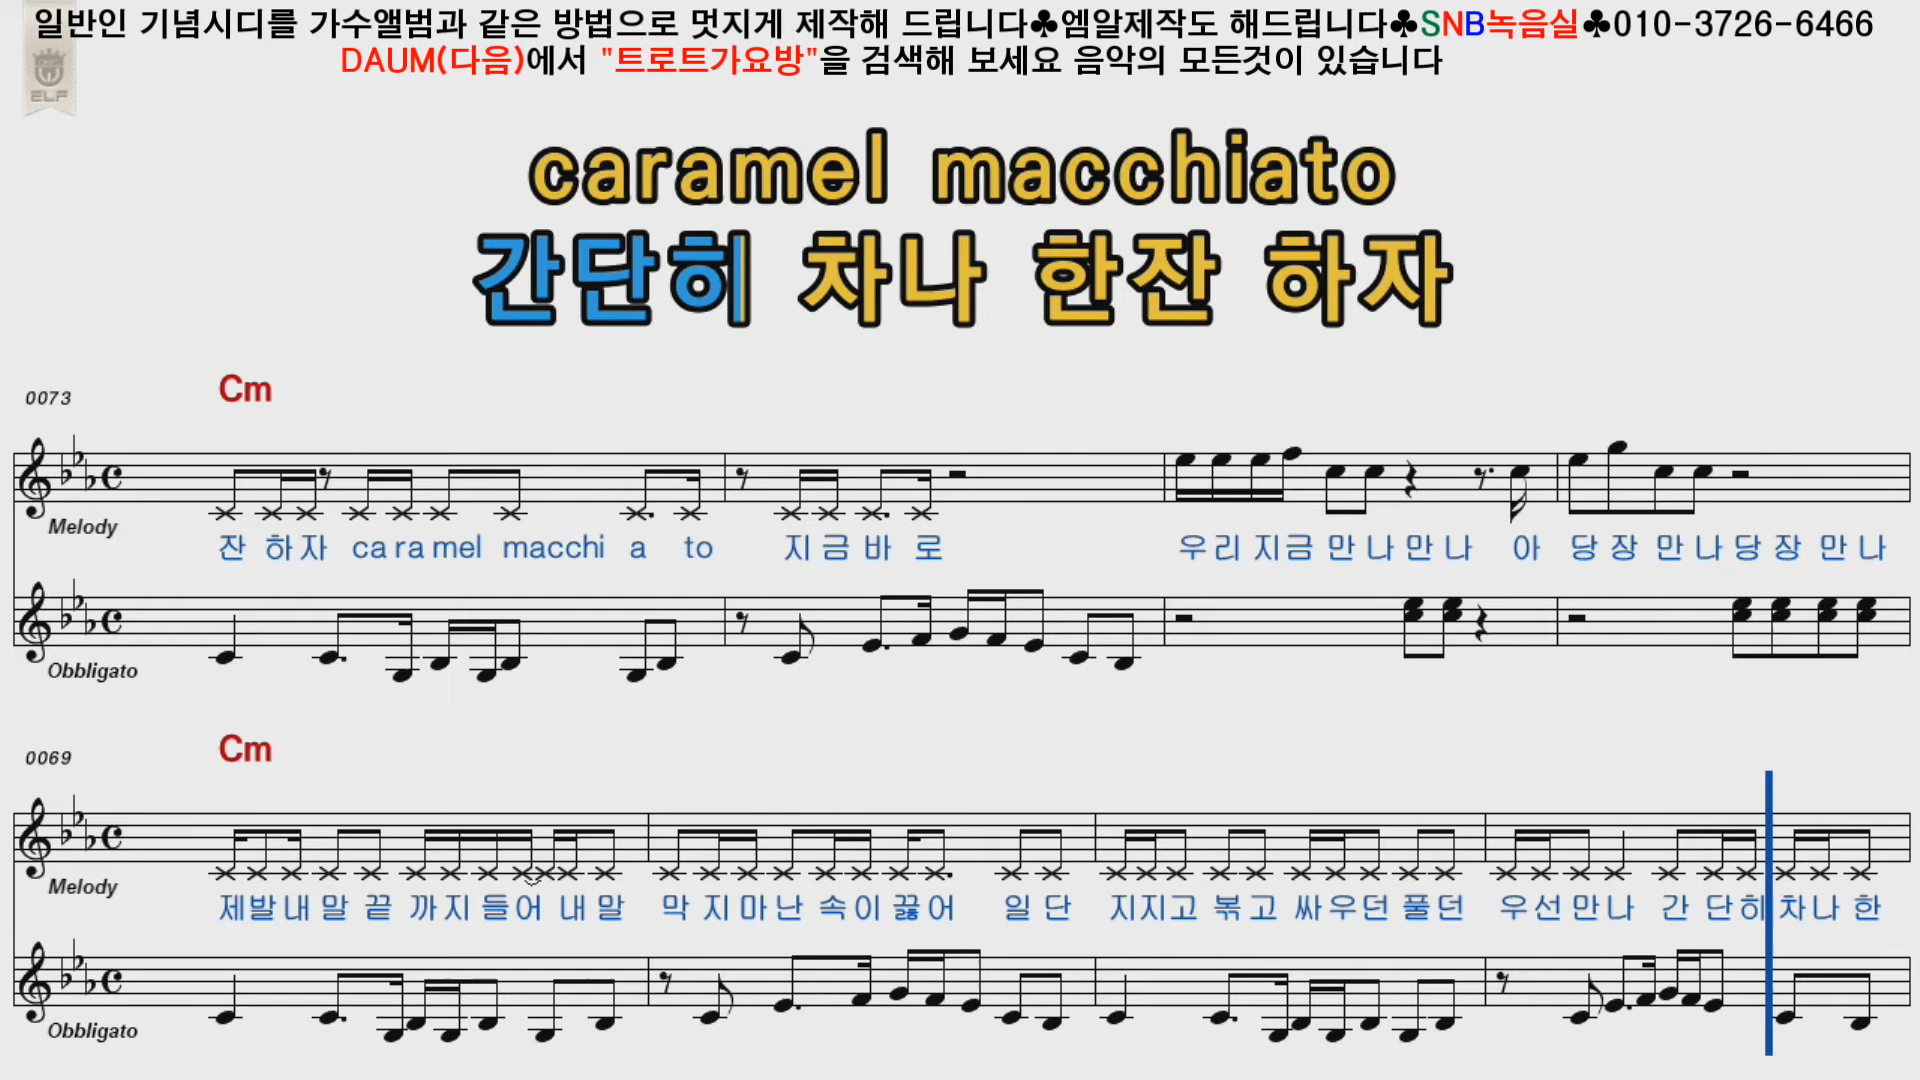 일반인 기념시디를 가수앨범과 같은 방법으로 멋지게 제작해 드립니다♣엠알제작도 해드립니다♣SNB녹음실♣010-3726-6466
DAUM(다음)에서 "트로트가요방"을 검색해 보세요 음악의 모든것이 있습니다
ELF
caramel macchiato
간단히 차나 한잔 하자
0073
Cm
Melody
잔 하자 ca ra mel macchi a to 지금바로 우리지금만나만나 아 당장만나당장만나
Obbligato
0069
Cm
Melody
제발내말끝 까지들어 내말 막지마난속이끓어 일단 지지고볶고싸우던풀던 우선만나 간단히차나한
Obbligato